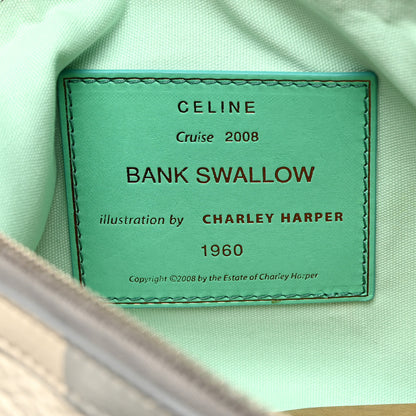 CELINE
Cruise 2008
BANK SWALLOW
illustration by CHARLEY HARPER
1960
Copyright ©2008 by the Estate of Charley Harper